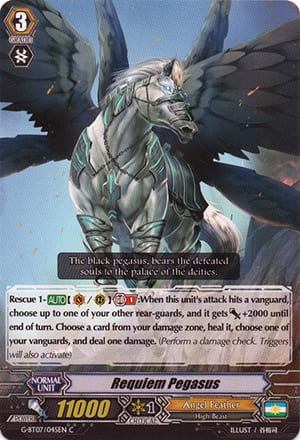 3
GRADE
The black pegasus, bears the defeated
souls to the palace of the deities.
Rescue 1-AUTO 1 :When this unit's attack hits a vanguard,
choose up to one of your other rear-guards, and it gets +2000 until
end of turn. Choose a card from your damage zone, heal it, choose one of
your vanguards, and deal one damage. (Perform a damage check. Triggers
will also activate)
NORMAL
UNIT
Requiem Pegasus
POWER
11000
1
CRITICAL
Angel Feather
High Beast
G-BT07/045EN C
ILLUST /